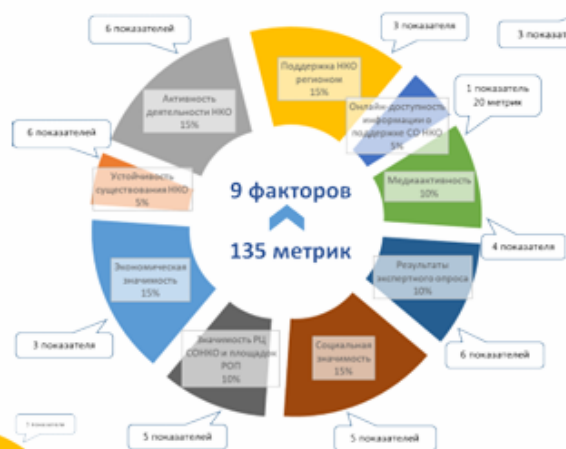 6 показателей
3 показателя
3 показат
Поддержка НКО
регионом
15%
Активность
деятельности НКО
15%
Онлайн-доступность
информации о
поддержке СО НКО
5%
1 показатель
20 метрик
6 показателей
Устойчивость
существования НКО
5%
Медиаактивность
10%
9 факторов
135 метрик
4 показателя
Экономическая
значимость
15%
Результаты
экспертного опроса
10%
3 показателя
Значимость РЦ
СОНКО и площадок
РОП
10%
Социальная
значимость
15%
6 показателей
5 показателей
5 показателей